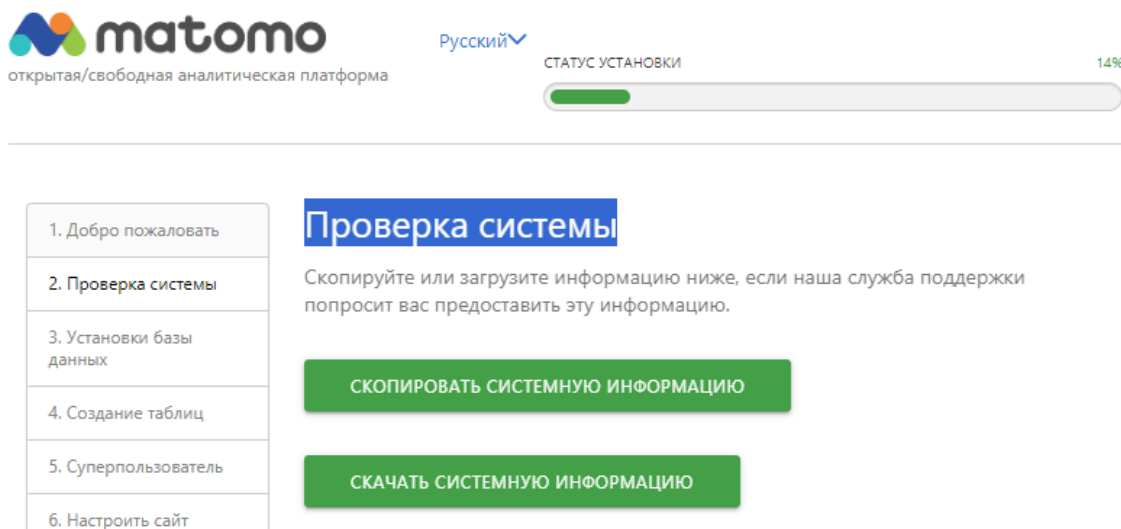 matomo
открытая/свободная аналитическая платформа
Русский
СТАТУС УСТАНОВКИ
14%
1. Добро пожаловать
2. Проверка системы
3. Установки базы
данных
4. Создание таблиц
5. Суперпользователь
6. Настроить сайт
Проверка системы
Скопируйте или загрузите информацию ниже, если наша служба поддержки
попросит вас предоставить эту информацию.
СКОПИРОВАТЬ СИСТЕМНУЮ ИНФОРМАЦИЮ
СКАЧАТЬ СИСТЕМНУЮ ИНФОРМАЦИЮ